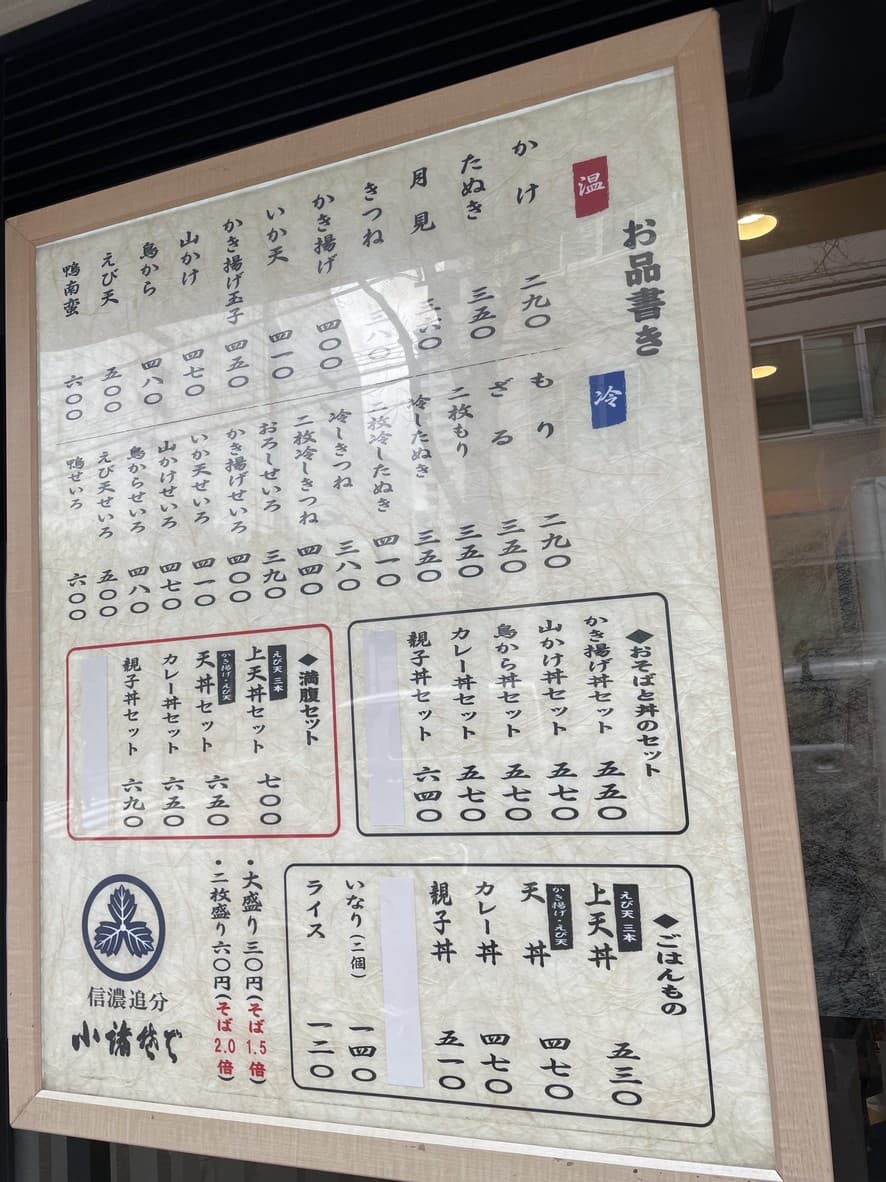 お品書き
温
かけ 二九〇
たぬき 三五〇
月見 三六〇
きつね 三八〇
かき揚げ 四〇〇
いか天 四一〇
かき揚げ玉子 四五〇
山かけ 四七〇
鳥から 四八〇
えび天 五〇〇
鴨南蛮 六〇〇
冷
もり 二九〇
ざる 三五〇
二枚もり 三五〇
冷したぬき 三五〇
二枚冷したぬき 四一〇
冷しきつね 三八〇
二枚冷しきつね 四四〇
おろしせいろ 三九〇
かき揚げせいろ 四〇〇
いか天せいろ 四一〇
山かけせいろ 四七〇
鳥からせいろ 四八〇
えび天せいろ 五〇〇
鴨せいろ 六〇〇
◆おそばと丼のセット
かき揚げ丼セット 五五〇
山かけ丼セット 五七〇
鳥から丼セット 五七〇
カレー丼セット 五七〇
親子丼セット 六四〇
◆満腹セット
えび天 三本
上天丼セット 七〇〇
かき揚げ・えび天
天丼セット 六五〇
カレー丼セット 六五〇
親子丼セット 六九〇
◆ごはんもの
えび天 三本
上天丼 五三〇
かき揚げ・えび天
天丼 四七〇
カレー丼 四七〇
親子丼 五一〇
いなり(二個) 一四〇
ライス 一二〇
・大盛り三〇円(そば1.5倍)
・二枚盛り六〇円(そば2.0倍)
信濃追分
小諸そば